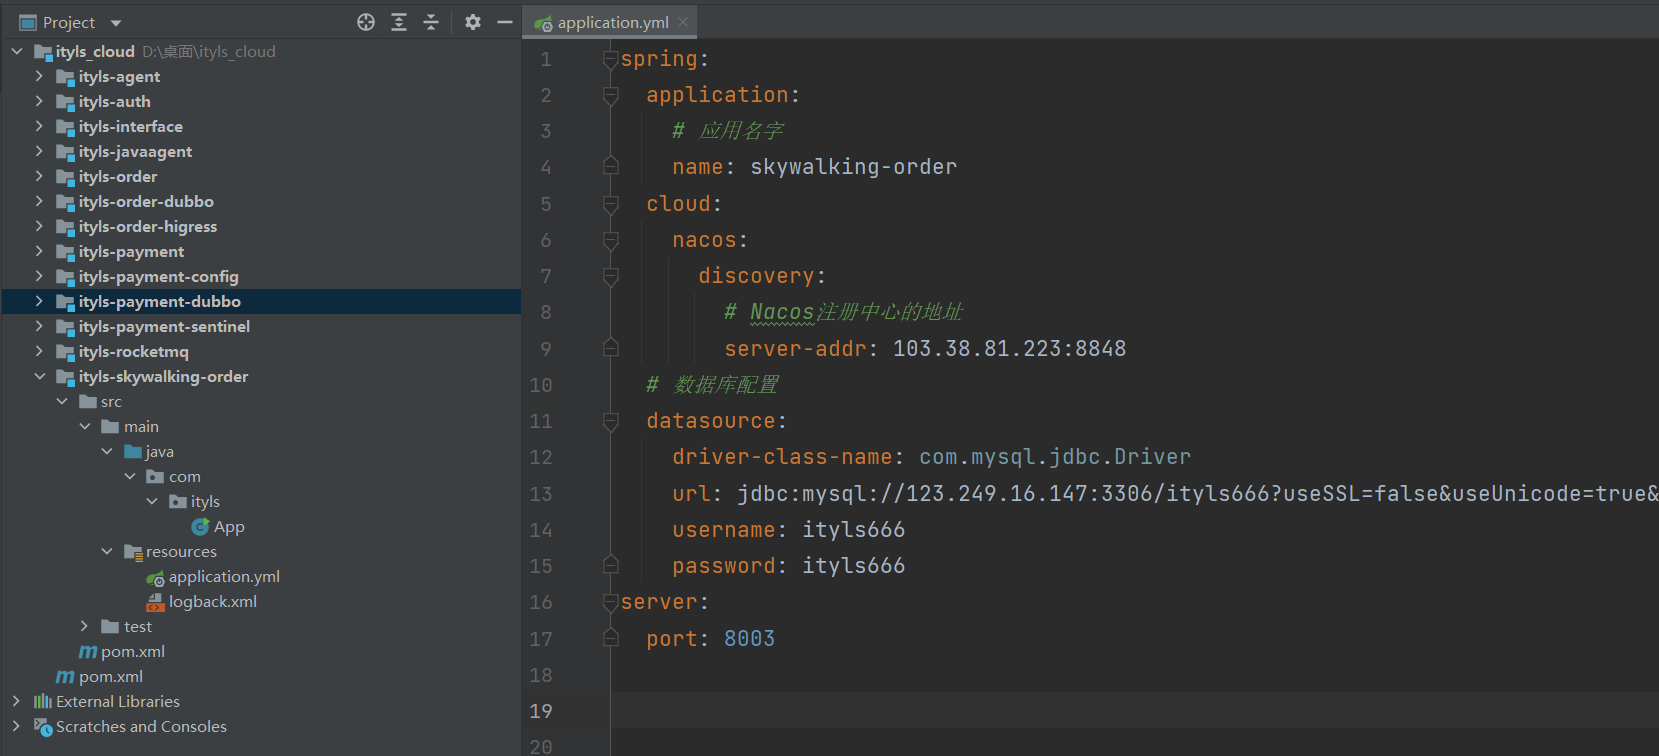 Project
ityls_cloud D:\桌面\ityls_cloud
ityls-agent
ityls-auth
ityls-interface
ityls-javaagent
ityls-order
ityls-order-dubbo
ityls-order-higress
ityls-payment
ityls-payment-config
ityls-payment-dubbo
ityls-payment-sentinel
ityls-rocketmq
ityls-skywalking-order
src
main
java
com
ityls
App
resources
application.yml
logback.xml
test
pom.xml
pom.xml
External Libraries
Scratches and Consoles
application.yml
1 spring:
2 application:
3 # 应用名字
4 name: skywalking-order
5 cloud:
6 nacos:
7 discovery:
8 # Nacos注册中心的地址
9 server-addr: 103.38.81.223:8848
10 # 数据库配置
11 datasource:
12 driver-class-name: com.mysql.jdbc.Driver
13 url: jdbc:mysql://123.249.16.147:3306/ityls666?useSSL=false&useUnicode=true&
14 username: ityls666
15 password: ityls666
16 server:
17 port: 8003
18
19
20